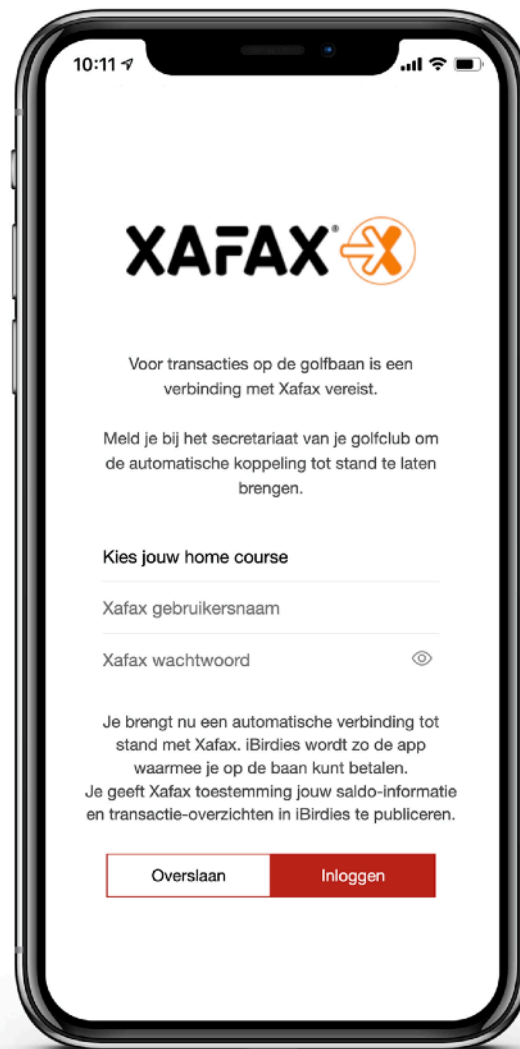 10:11
XAFAX®
Voor transacties op de golfbaan is een
verbinding met Xafax vereist.
Meld je bij het secretariaat van je golfclub om
de automatische koppeling tot stand te laten
brengen.
Kies jouw home course
Xafax gebruikersnaam
Xafax wachtwoord
Je brengt nu een automatische verbinding tot
stand met Xafax. iBirdies wordt zo de app
waarmee je op de baan kunt betalen.
Je geeft Xafax toestemming jouw saldo-informatie
en transactie-overzichten in iBirdies te publiceren.
Overslaan Inloggen